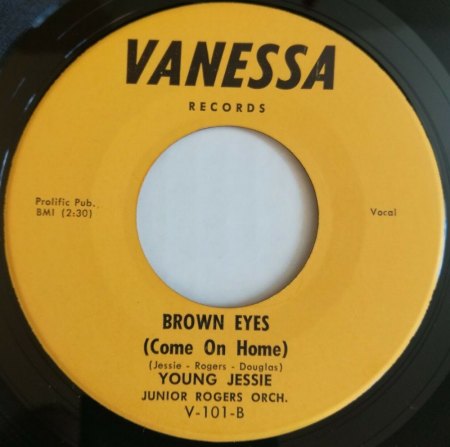 VANESSA
RECORDS
Prolific Pub.
BMI (2:30)
Vocal
BROWN EYES
(Come On Home)
(Jessie - Rogers - Douglas)
YOUNG JESSIE
JUNIOR ROGERS ORCH.
V-101-B